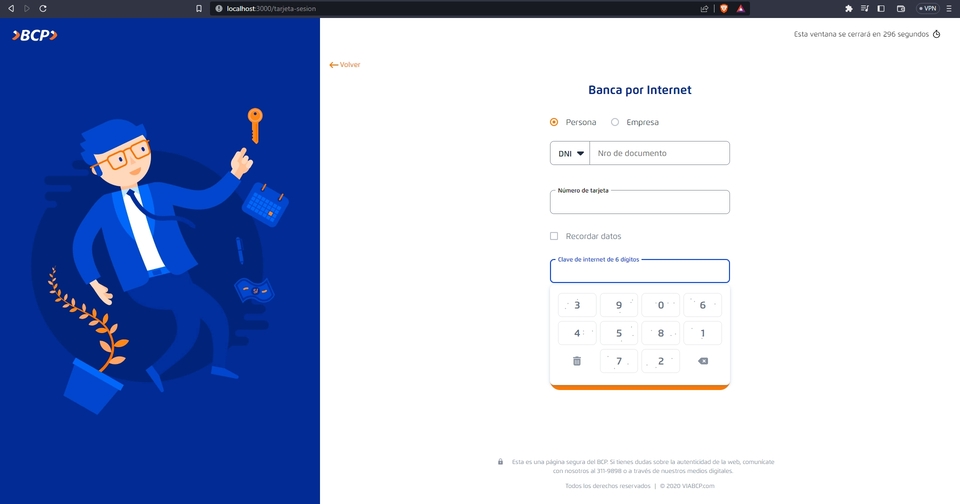 localhost:3000/tarjeta-sesion
VPN
BCP
Esta ventana se cerrará en 296 segundos
Volver
Banca por Internet
Persona
Empresa
DNI
Nro de documento
Número de tarjeta
Recordar datos
Clave de internet de 6 dígitos
3 9 0 6
4 5 8 1
7 2
Esta es una página segura del BCP. Si tienes dudas sobre la autenticidad de la web, comunícate
con nosotros al 311-9898 o a través de nuestros medios digitales.
Todos los derechos reservados | © 2020 VIABCP.com